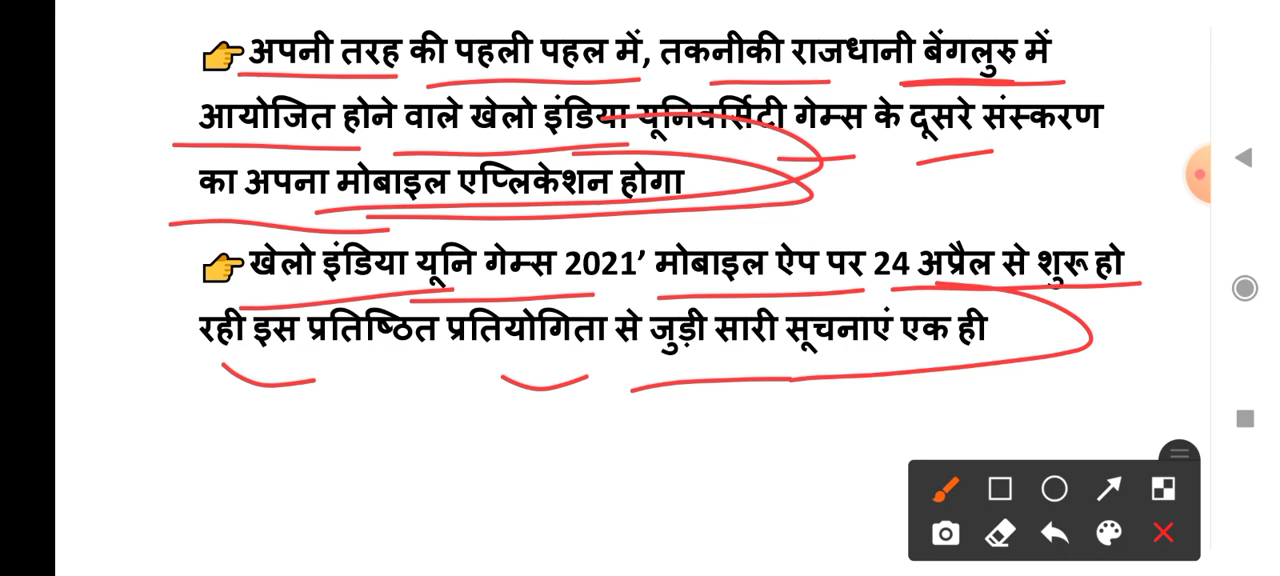 👉अपनी तरह की पहली पहल में, तकनीकी राजधानी बेंगलुरु में
आयोजित होने वाले खेलो इंडिया यूनिवर्सिटी गेम्स के दूसरे संस्करण
का अपना मोबाइल एप्लिकेशन होगा
👉खेलो इंडिया यूनि गेम्स 2021’ मोबाइल ऐप पर 24 अप्रैल से शुरू हो
रही इस प्रतिष्ठित प्रतियोगिता से जुड़ी सारी सूचनाएं एक ही